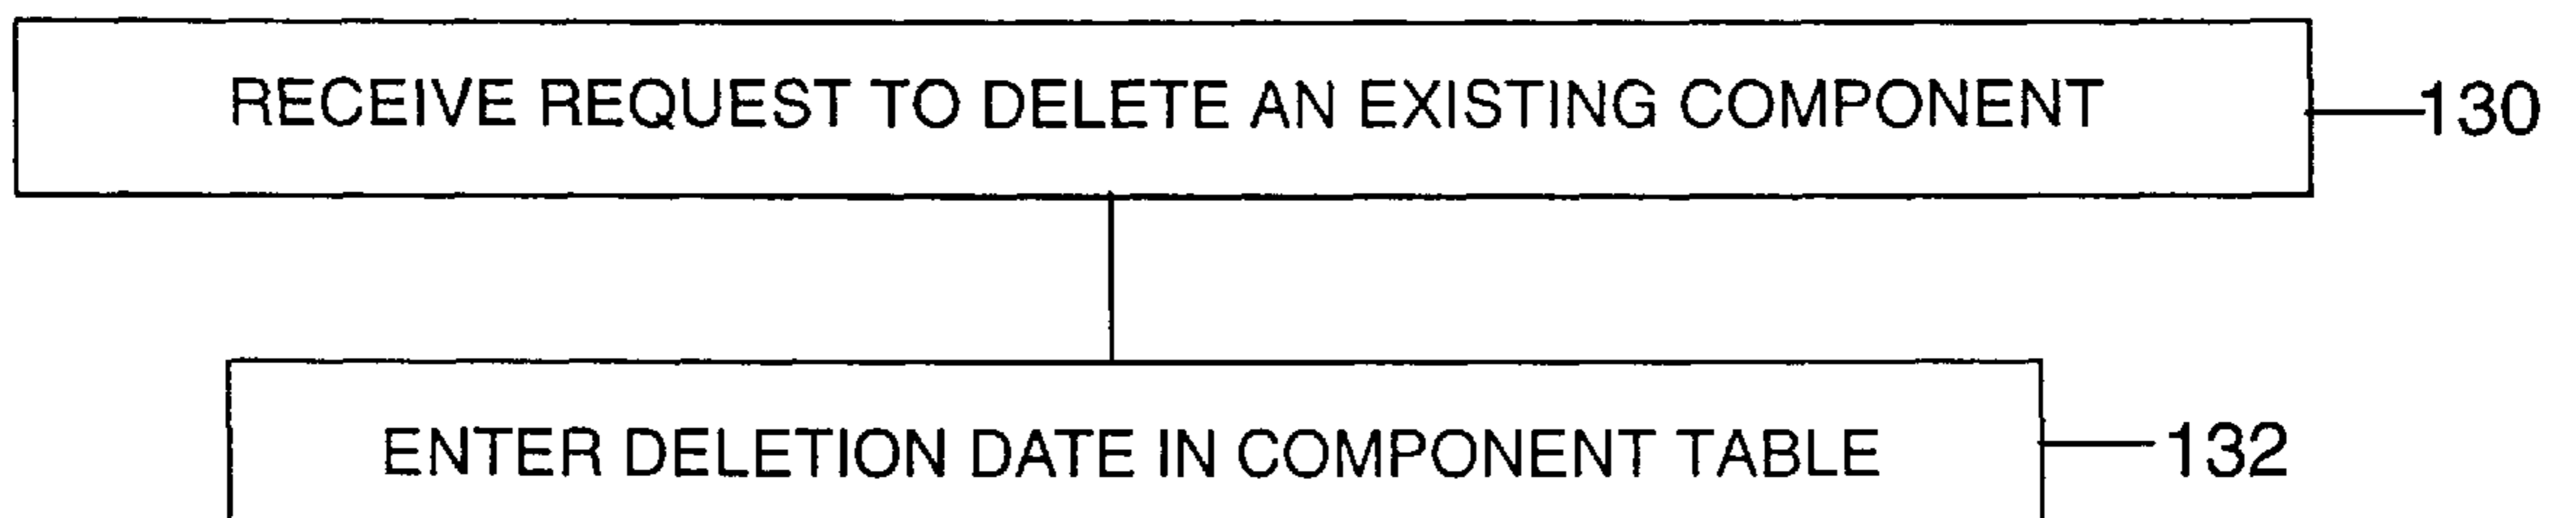 RECEIVE REQUEST TO DELETE AN EXISTING COMPONENT 130
ENTER DELETION DATE IN COMPONENT TABLE 132